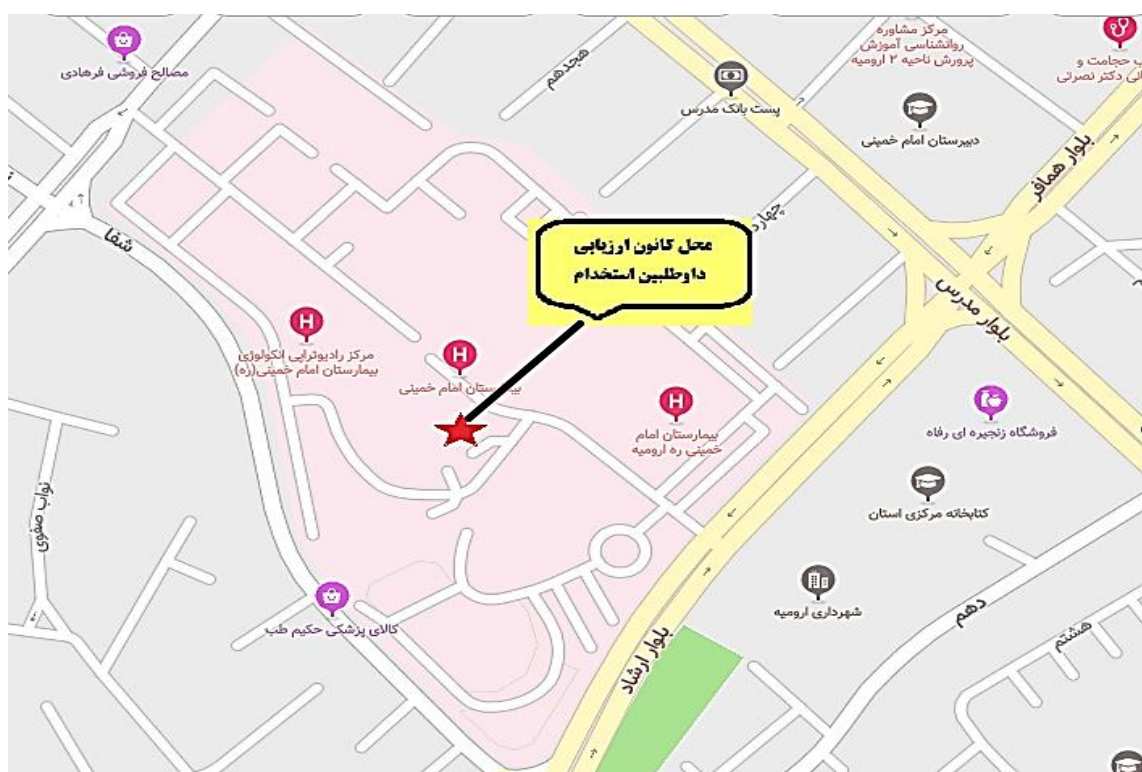 مصالح فروشی فرهادی
هجدهم
مرکز مشاوره
روانشناسی آموزش
پرورش ناحیه ۲ ارومیه
حجامت و
دکتر نصرتی
پست بانک مدرس
دبیرستان امام خمینی
بلوار همافر
شفا
محل کانون ارزیابی
داوطلبین استخدام
بلوار مدرس
مرکز رادیوتراپی انکولوژی
بیمارستان امام خمینی(ره)
بیمارستان امام خمینی
بیمارستان امام
خمینی ره ارومیه
فروشگاه زنجیره ای رفاه
کتابخانه مرکزی استان
نواب صفوی
شهرداری ارومیه
دهم
هشتم
کالای پزشکی حکیم طب
بلوار ارشاد